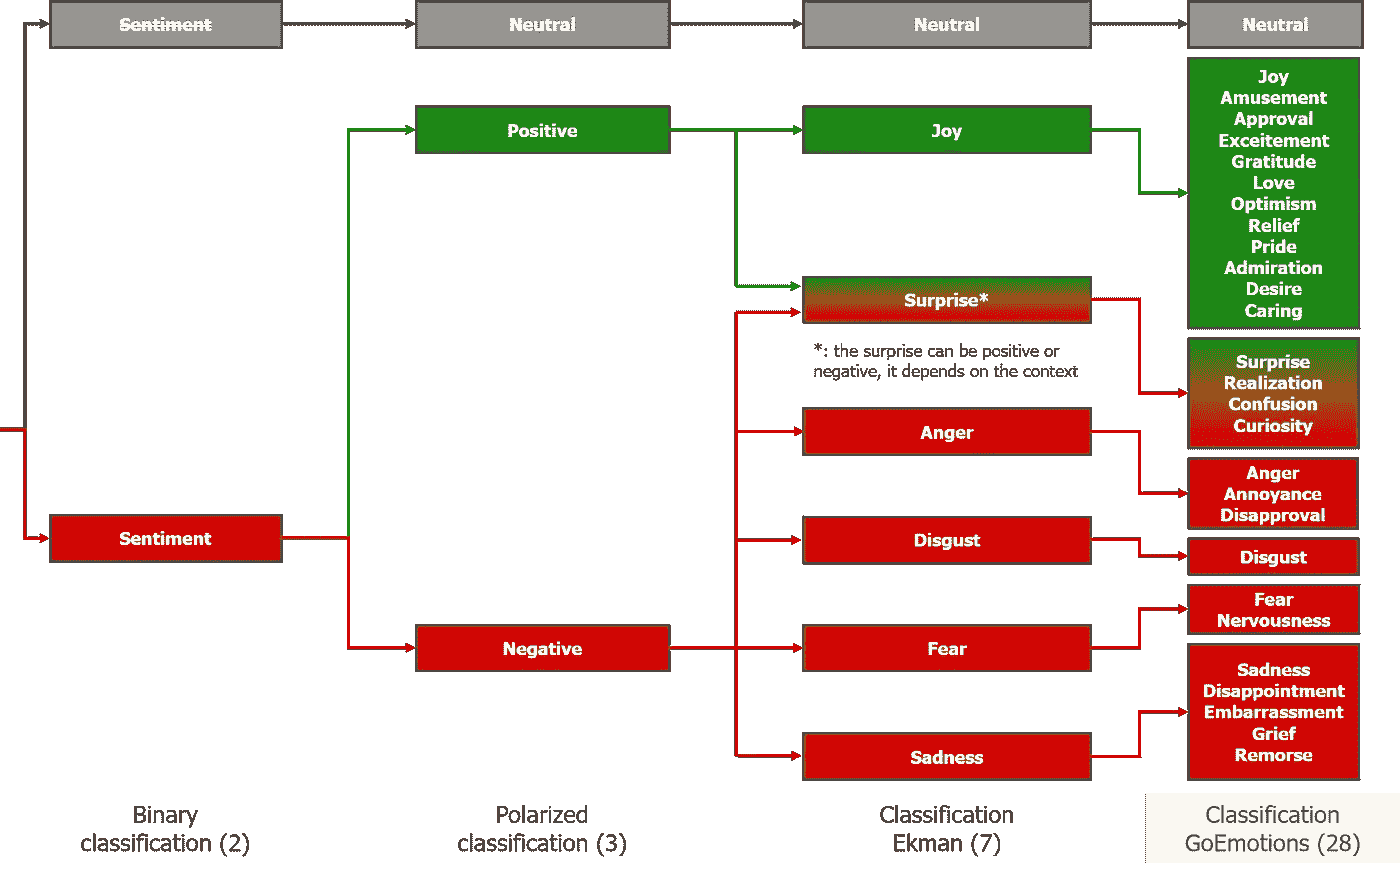 Sentiment
Neutral
Neutral
Neutral
Positive
Joy
Joy
Amusement
Approval
Exceitement
Gratitude
Love
Optimism
Relief
Pride
Admiration
Desire
Caring
Surprise*
*: the surprise can be positive or
negative, it depends on the context
Surprise
Realization
Confusion
Curiosity
Anger
Anger
Annoyance
Disapproval
Sentiment
Disgust
Disgust
Negative
Fear
Fear
Nervousness
Sadness
Sadness
Disappointment
Embarrassment
Grief
Remorse
Binary
classification (2)
Polarized
classification (3)
Classification
Ekman (7)
Classification
GoEmotions (28)